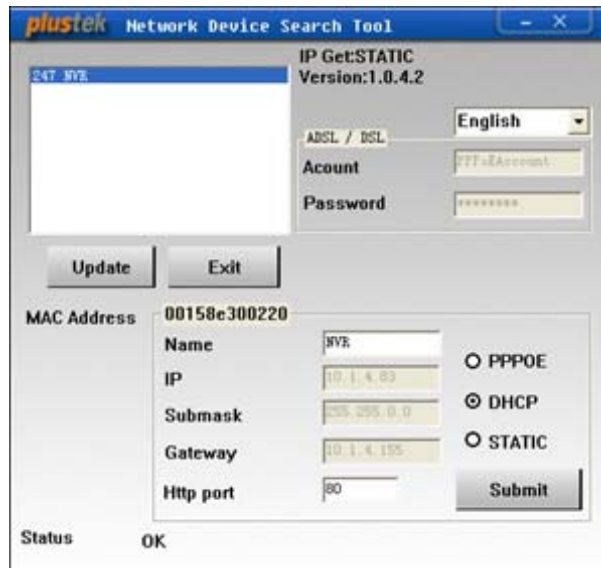 plustek Network Device Search Tool
247 NVR
IP Get:STATIC
Version:1.0.4.2
English
ADSL / DSL
Acount PPPoEAccount
Password ********
Update Exit
MAC Address 00158e300220
Name NVR
IP 10.1.4.83
Submask 255.255.0.0
Gateway 10.1.4.155
Http port 80
PPPOE
DHCP
STATIC
Submit
Status OK